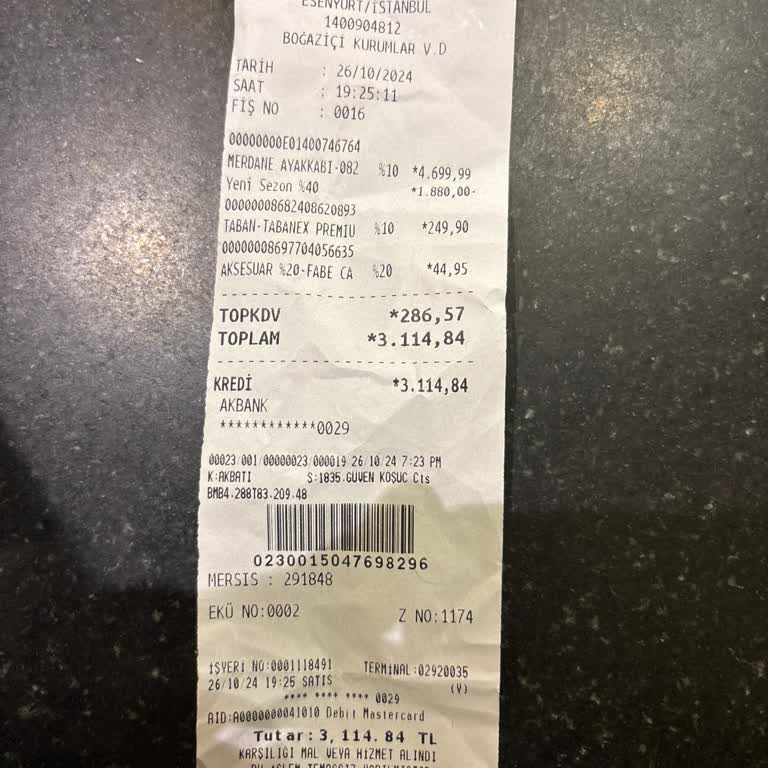 ESENYURT/İSTANBUL
1400904812
BOĞAZİÇİ KURUMLAR V.D
TARİH : 26/10/2024
SAAT : 19:25:11
FİŞ NO : 0016
00000000E01400746764
MERDANE AYAKKABI-082 %10 *4.699,99
Yeni Sezon %40 *1.880,00-
00000008682408620893
TABAN-TABANEX PREMIU %10 *249,90
00000008697704056635
AKSESUAR %20-FABE CA %20 *44,95
TOPKDV *286,57
TOPLAM *3.114,84
KREDİ *3.114,84
AKBANK
************0029
00023/001/00000023/000019 26/10/24 7:23 PM
K:AKBATI S:1835.GÜVEN KOŞUC Cts
BMB4.288T83.209.48
0230015047698296
MERSIS : 291848
EKÜ NO:0002 Z NO:1174
İŞYERİ NO:0001118491 TERMİNAL:02920035
26/10/24 19:25 SATIŞ (Y)
**** **** **** 0029
AID:A0000000041010 Debit Mastercard
Tutar: 3,114.84 TL
KARŞILIĞI MAL VEYA HİZMET ALINDI